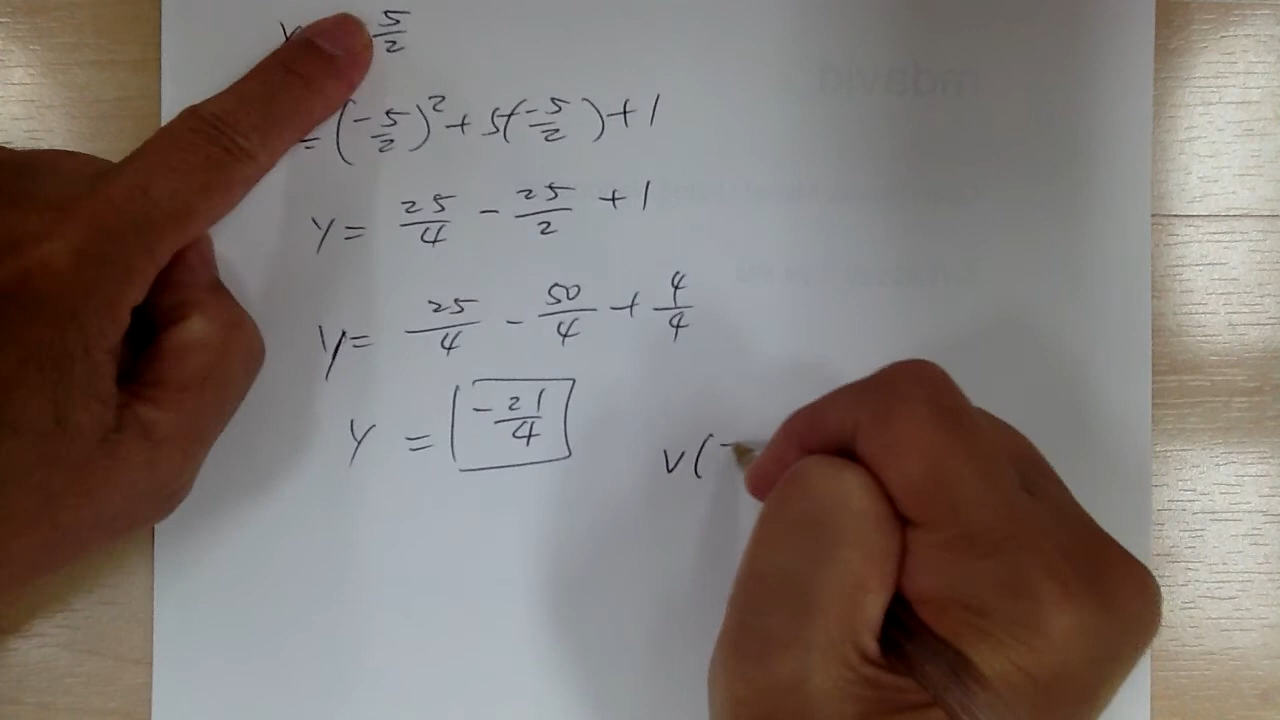 5/2
= (-5/2)² + 5(-5/2) + 1
y = 25/4 - 25/2 + 1
y = 25/4 - 50/4 + 4/4
y = -21/4
v(-